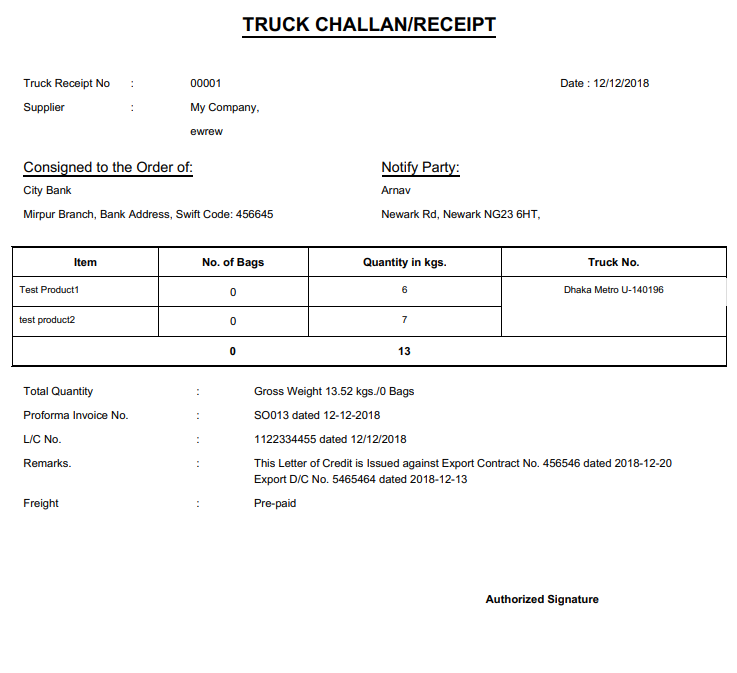 TRUCK CHALLAN/RECEIPT
Truck Receipt No : 00001 Date : 12/12/2018
Supplier : My Company,
ewrew
Consigned to the Order of: Notify Party:
City Bank Arnav
Mirpur Branch, Bank Address, Swift Code: 456645 Newark Rd, Newark NG23 6HT,
Item No. of Bags Quantity in kgs. Truck No.
Test Product1 0 6 Dhaka Metro U-140196
test product2 0 7
0 13
Total Quantity : Gross Weight 13.52 kgs./0 Bags
Proforma Invoice No. : SO013 dated 12-12-2018
L/C No. : 1122334455 dated 12/12/2018
Remarks. : This Letter of Credit is Issued against Export Contract No. 456546 dated 2018-12-20
Export D/C No. 5465464 dated 2018-12-13
Freight : Pre-paid
Authorized Signature